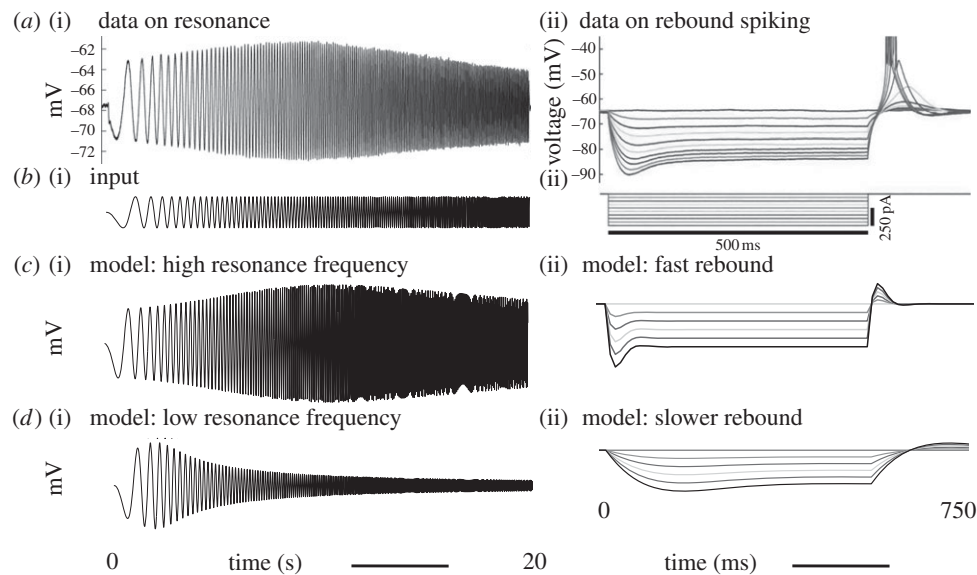 (a) (i) data on resonance
(ii) data on rebound spiking
mV
–62
–64
–66
–68
–70
–72
voltage (mV)
–40
–50
–60
–70
–80
–90
(b) (i) input
(ii)
250 pA
500 ms
(c) (i) model: high resonance frequency
(ii) model: fast rebound
mV
(d) (i) model: low resonance frequency
(ii) model: slower rebound
mV
0 time (s) 20
0 750
time (ms)